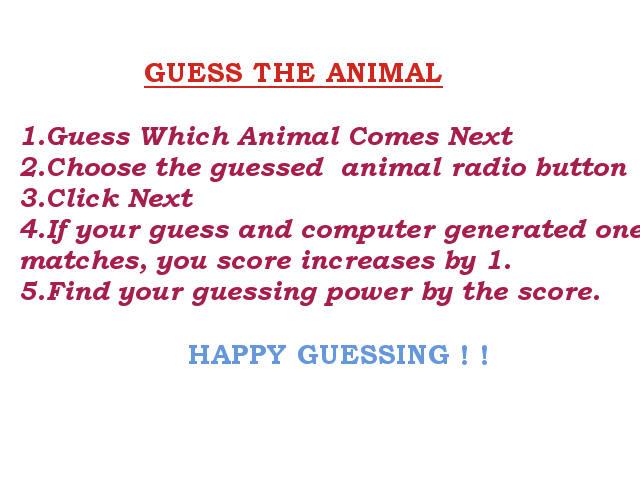 GUESS THE ANIMAL
1.Guess Which Animal Comes Next
2.Choose the guessed  animal radio button
3.Click Next
4.If your guess and computer generated one
matches, you score increases by 1.
5.Find your guessing power by the score.
HAPPY GUESSING ! !